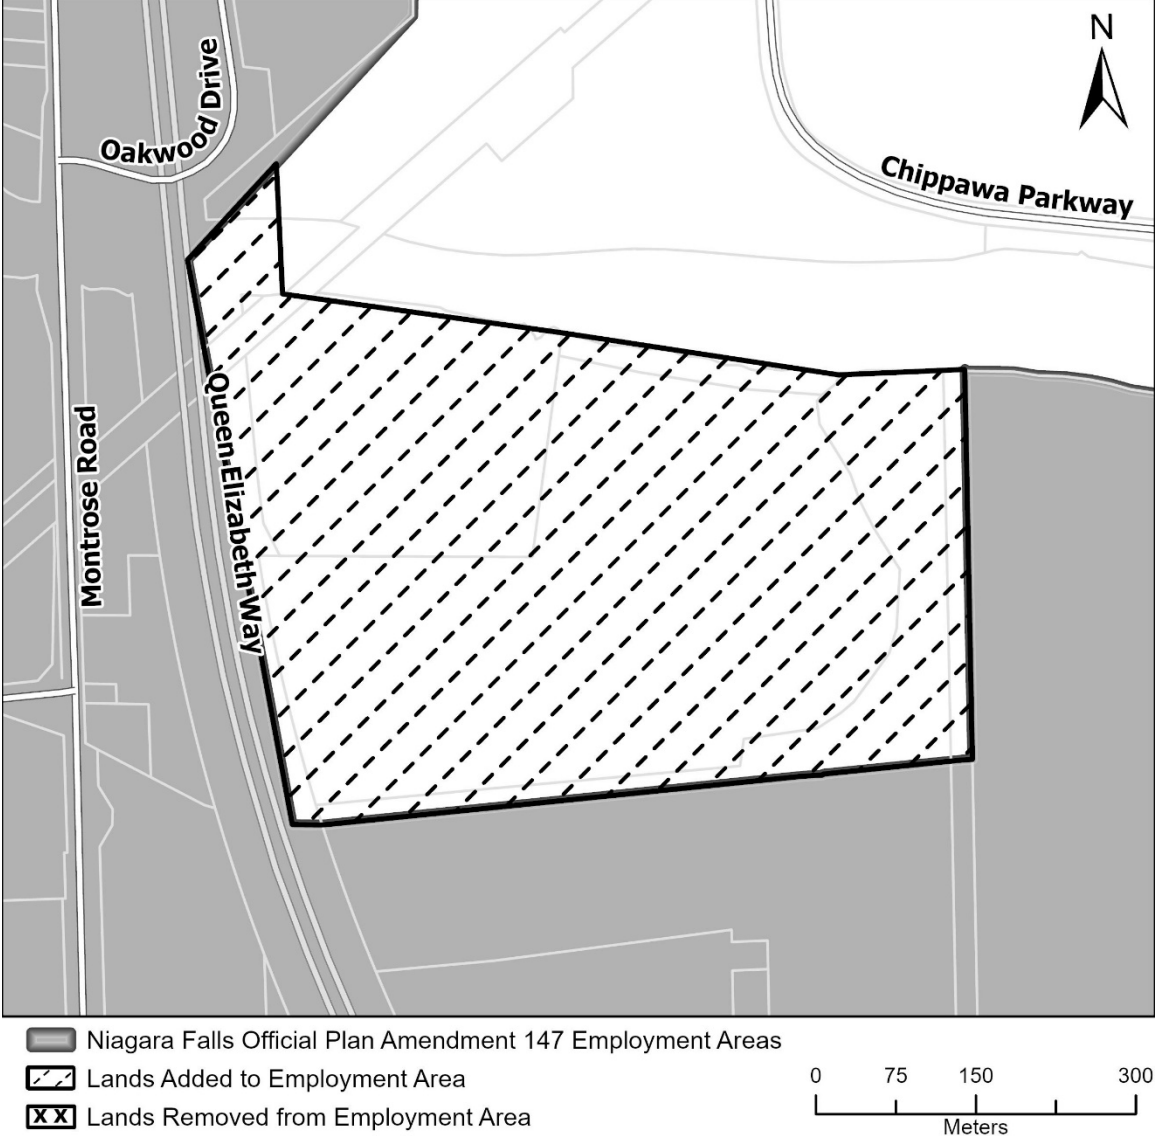 N
Oakwood Drive
Chippawa Parkway
Queen Elizabeth Way
Montrose Road
Niagara Falls Official Plan Amendment 147 Employment Areas
Lands Added to Employment Area
XX Lands Removed from Employment Area
0 75 150 300
Meters